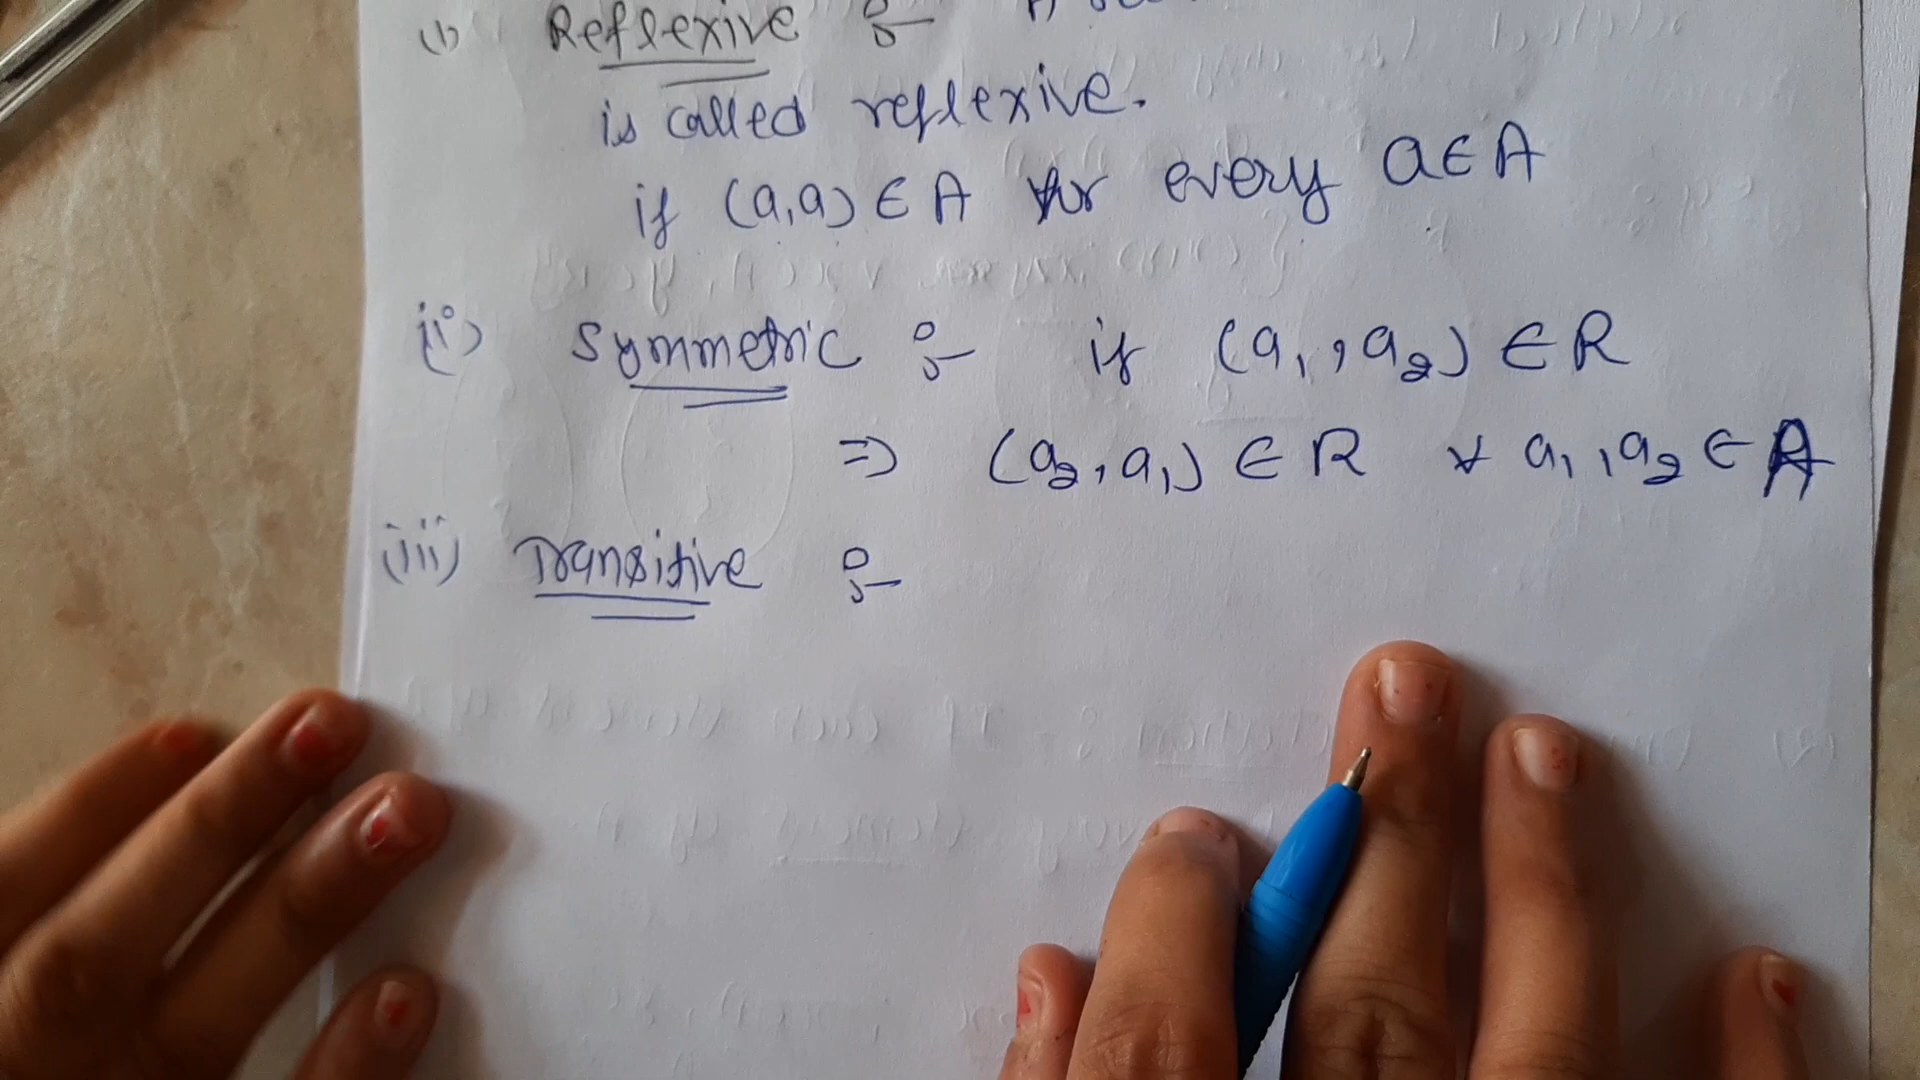 (i) Reflexive :- A
is called reflexive.
if (a,a) ∈ A for every a∈A
(ii) Symmetric :- if (a₁,a₂) ∈ R
⇒ (a₂,a₁) ∈ R ∀ a₁,a₂ ∈ A
(iii) Transitive :-